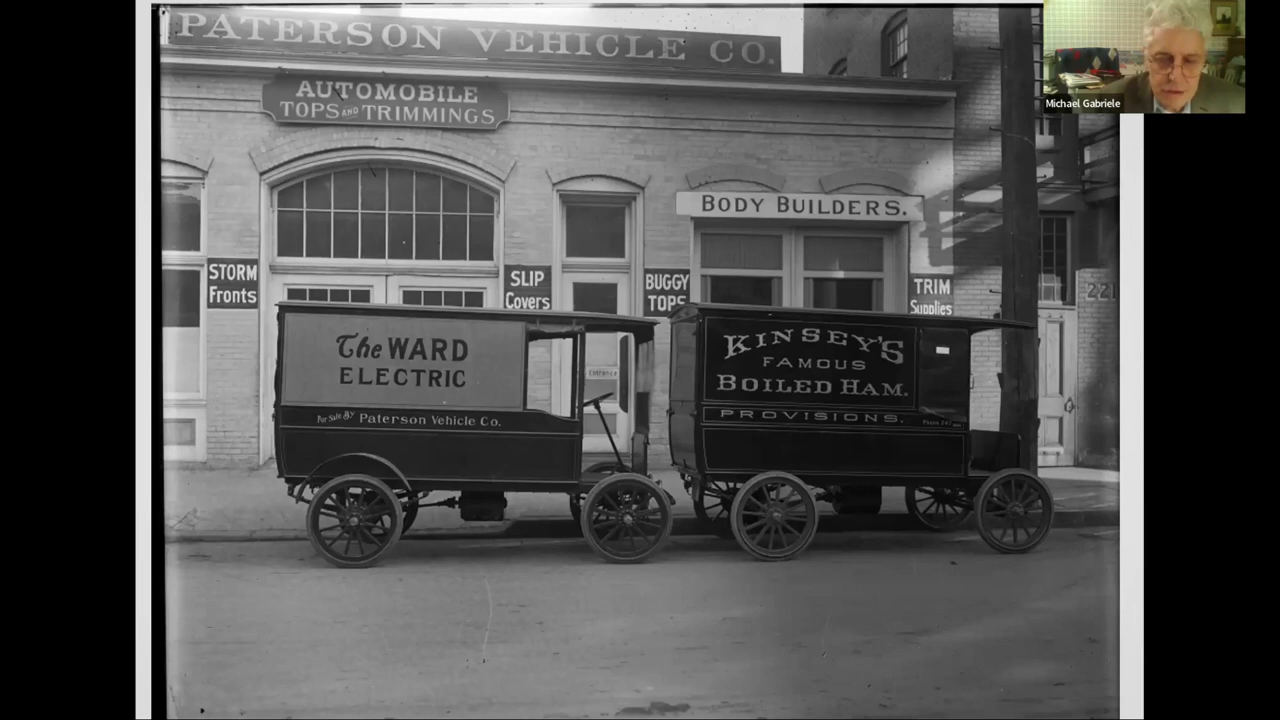 PATERSON VEHICLE CO.
AUTOMOBILE
TOPS AND TRIMMINGS
BODY BUILDERS.
STORM
Fronts
SLIP
Covers
BUGGY
TOPS
TRIM
Supplies
221
The WARD
ELECTRIC
For Sale By Paterson Vehicle Co.
ENTRANCE
KINSEY'S
FAMOUS
BOILED HAM.
PROVISIONS.
Michael Gabriele